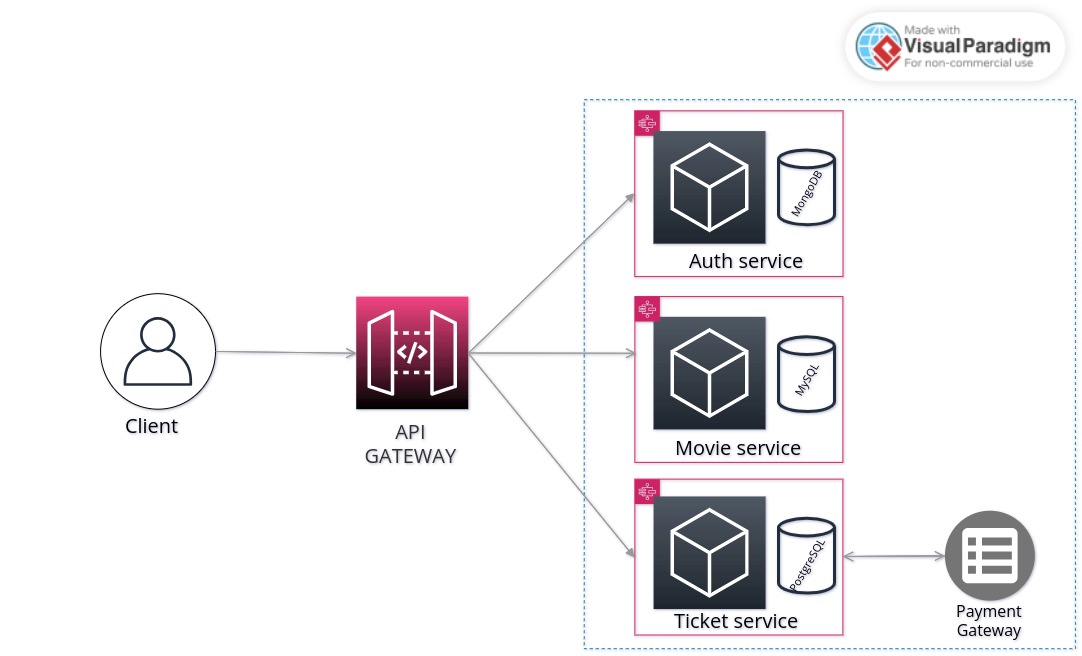 Made with
Visual Paradigm
For non-commercial use
MongoDB
Auth service
MySQL
Movie service
PostgreSQL
Ticket service
Client
API
GATEWAY
</>
Payment
Gateway